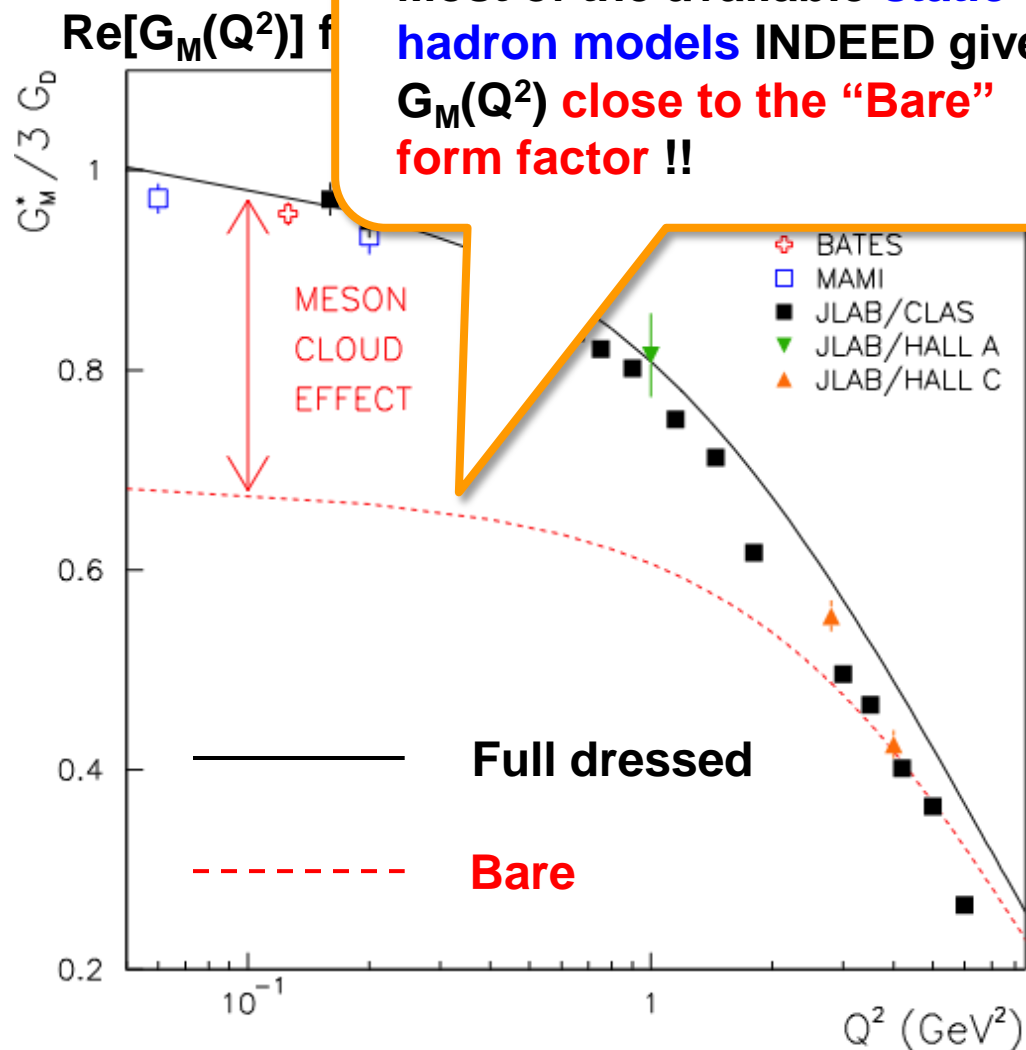 Re[G_M(Q²)] f
hadron models INDEED give
G_M(Q²) close to the “Bare”
form factor !!
G*_M / 3 G_D
1
0.8
0.6
0.4
0.2
BATES
MAMI
JLAB/CLAS
JLAB/HALL A
JLAB/HALL C
MESON
CLOUD
EFFECT
Full dressed
Bare
10⁻¹
1
Q² (GeV²)